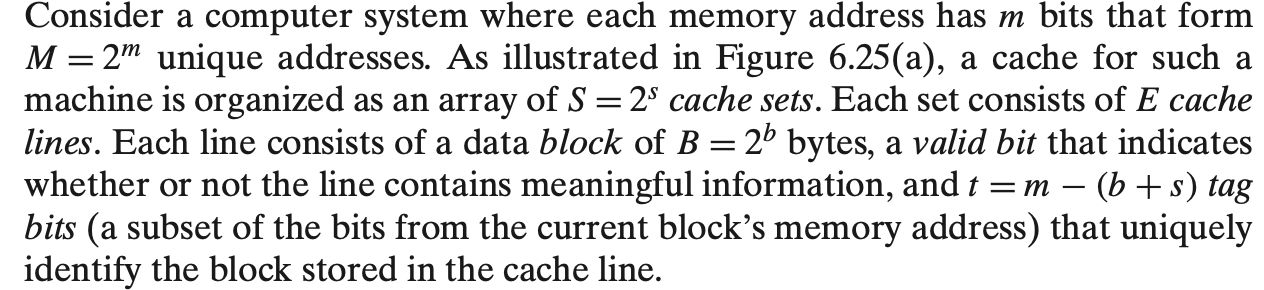 Consider a computer system where each memory address has m bits that form
M = 2^m unique addresses. As illustrated in Figure 6.25(a), a cache for such a
machine is organized as an array of S = 2^s cache sets. Each set consists of E cache
lines. Each line consists of a data block of B = 2^b bytes, a valid bit that indicates
whether or not the line contains meaningful information, and t = m − (b + s) tag
bits (a subset of the bits from the current block's memory address) that uniquely
identify the block stored in the cache line.